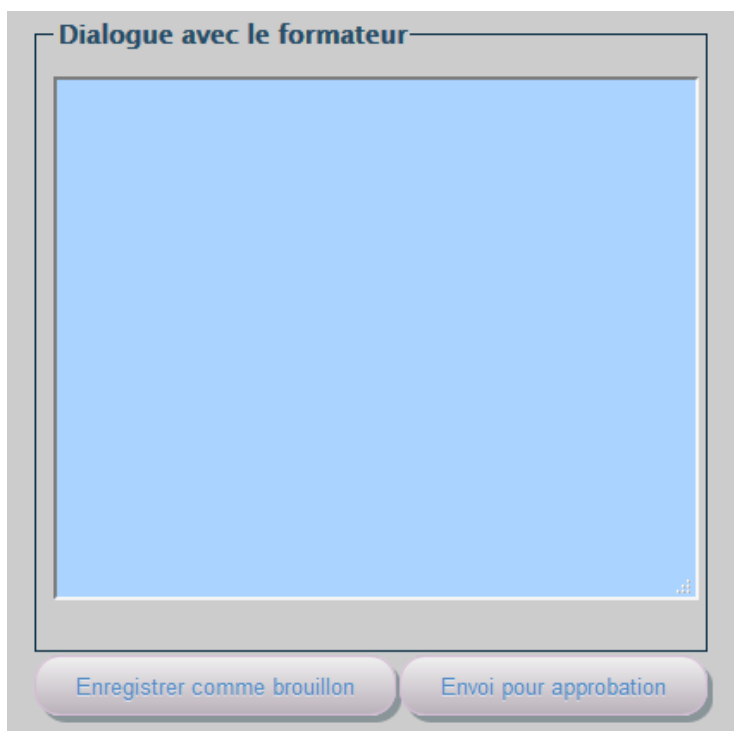 Dialogue avec le formateur
Enregistrer comme brouillon
Envoi pour approbation